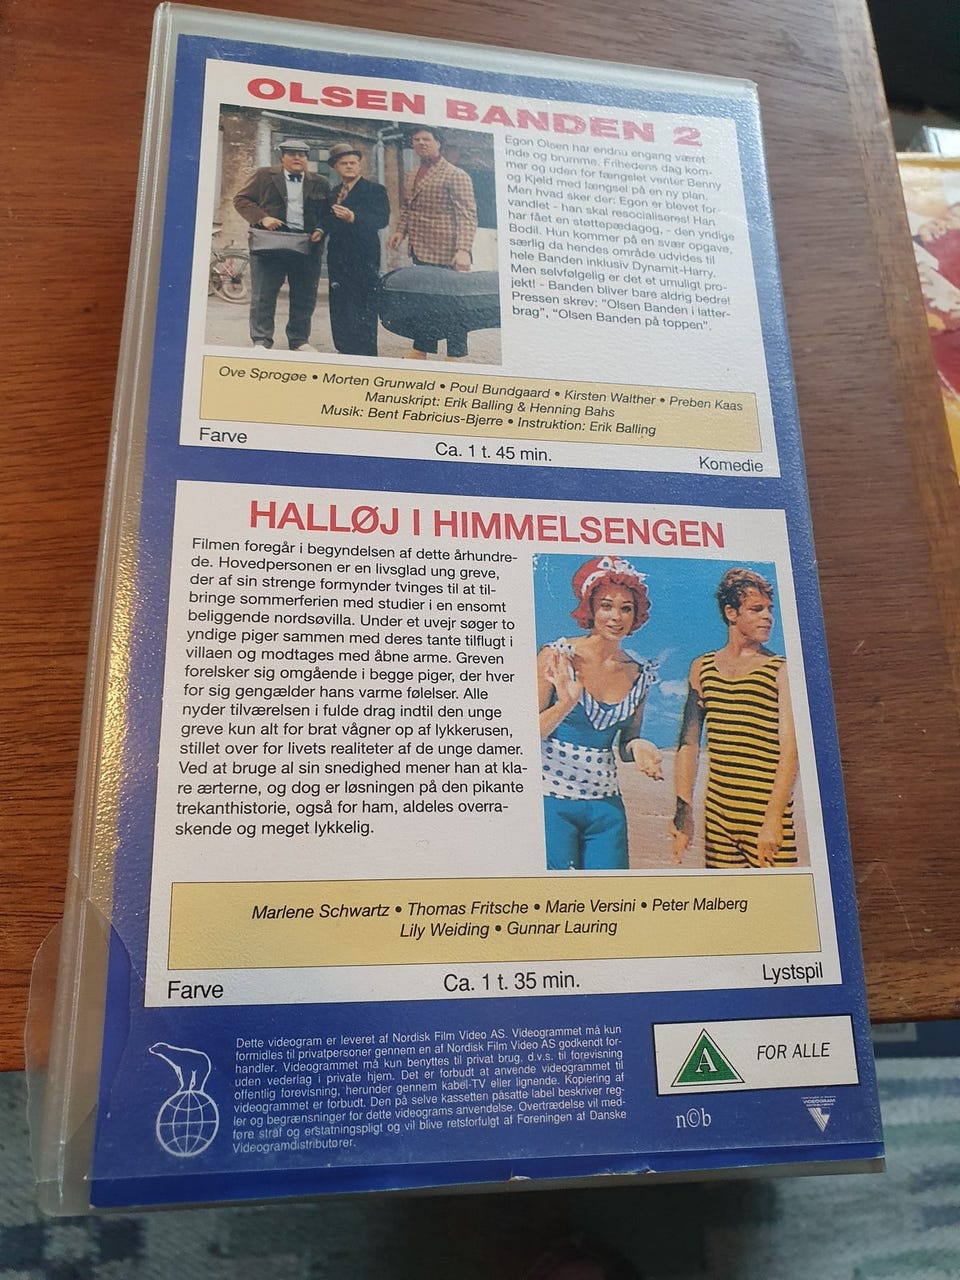 OLSEN BANDEN 2
Egon Olsen har endnu engang været
inde og brumme. Frihedens dag kom-
mer og uden for fængelet venter Benny
og Kjeld med længsel på en ny plan.
Men hvad sker der: Egon er blevet for-
vandlet - han skal resocialiseres! Han
har fået en støttepædagog, - den yndige
Bodil. Hun kommer på en svær opgave,
særlig da hendes område udvides til
hele Banden inklusiv Dynamit-Harry.
Men selvfølgelig er det et umuligt pro-
jekt! - Banden bliver bare aldrig bedre!
Pressen skrev: "Olsen Banden i latter-
brag", "Olsen Banden på toppen".
Ove Sprogøe • Morten Grunwald • Poul Bundgaard • Kirsten Walther • Preben Kaas
Manuskript: Erik Balling & Henning Bahs
Musik: Bent Fabricius-Bjerre • Instruktion: Erik Balling
Farve
Ca. 1 t. 45 min.
Komedie
HALLØJ I HIMMELSENGEN
Filmen foregår i begyndelsen af dette århundre-
de. Hovedpersonen er en livsglad ung greve,
der af sin strenge formynder tvinges til at til-
bringe sommerferien med studier i en ensomt
beliggende nordsøvilla. Under et uvejr søger to
yndige piger sammen med deres tante tilflugt i
villaen og modtages med åbne arme. Greven
forelsker sig omgående i begge piger, der hver
for sig gengælder hans varme følelser. Alle
nyder tilværelsen i fulde drag indtil den unge
greve kun alt for brat vågner op af lykkerusen,
stillet over for livets realiteter af de unge damer.
Ved at bruge al sin snedighed mener han at kla-
re ærterne, og dog er løsningen på den pikante
trekanthistorie, også for ham, aldeles overra-
skende og meget lykkelig.
Marlene Schwartz • Thomas Fritsche • Marie Versini • Peter Malberg
Lily Weiding • Gunnar Lauring
Farve
Ca. 1 t. 35 min.
Lystspil
Dette videogram er leveret af Nordisk Film Video AS. Videogrammet må kun
formidles til privatpersoner gennem en af Nordisk Film Video AS godkendt for-
handler. Videogrammet må kun benyttes til privat brug, d.v.s. til forevisning
uden vederlag i private hjem. Det er forbudt at anvende videogrammet til
offentlig forevisning, herunder gennem kabel-TV eller lignende. Kopiering af
videogrammet er forbudt. Den på selve kassetten påsatte label beskriver reg-
ler og begrænsninger for dette videograms anvendelse. Overtrædelse vil med-
føre straf og erstatningspligt og vil blive retsforfulgt af Foreningen af Danske
Videogramdistributører.
A
FOR ALLE
n©b
VIDEOGRAM